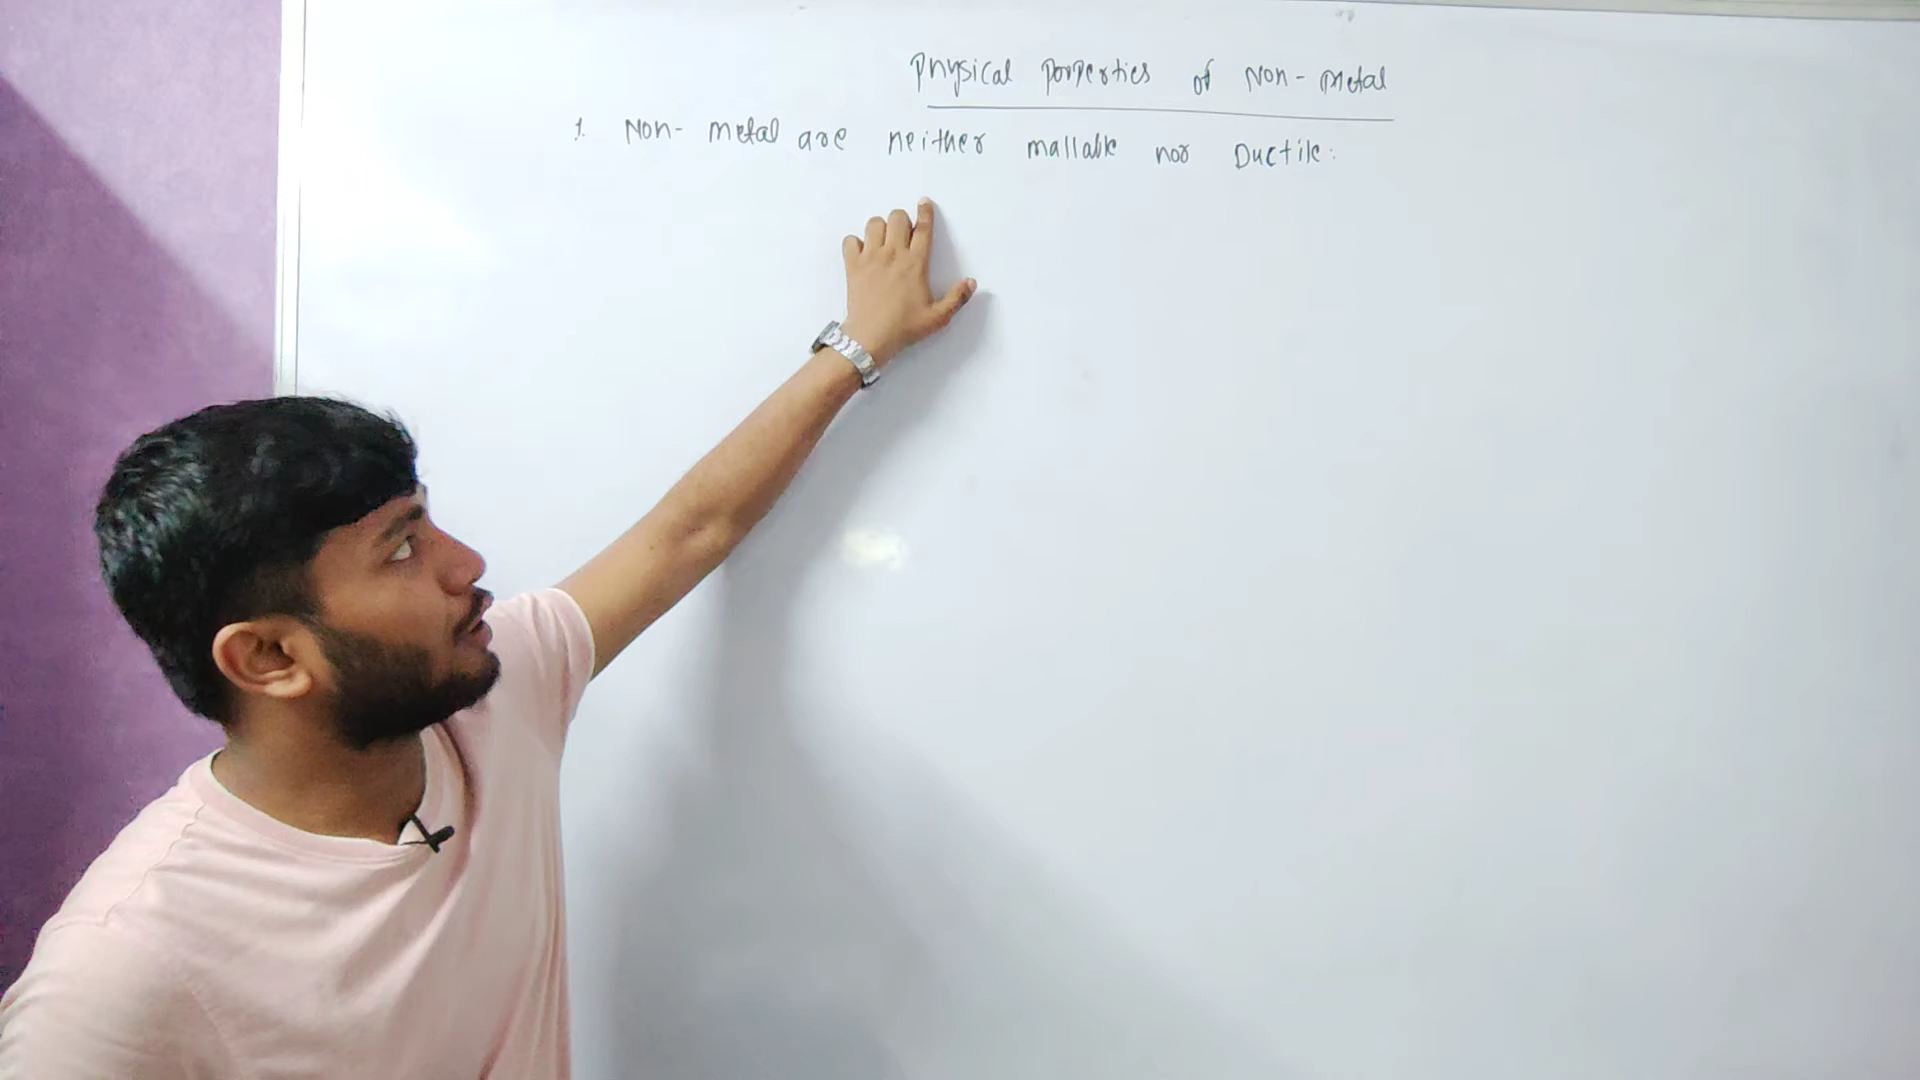 Physical porperties of Non-Metal
1. Non-metal are neither mallable nor Ductile: